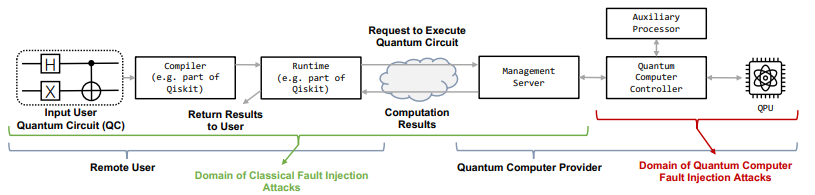 Request to Execute
Quantum Circuit
Auxiliary
Processor
H
X
Compiler
(e.g. part of
Qiskit)
Runtime
(e.g. part of
Qiskit)
Management
Server
Quantum
Computer
Controller
QPU
Input User
Quantum Circuit (QC)
Return Results
to User
Computation
Results
Remote User
Domain of Classical Fault Injection
Attacks
Quantum Computer Provider
Domain of Quantum Computer
Fault Injection Attacks